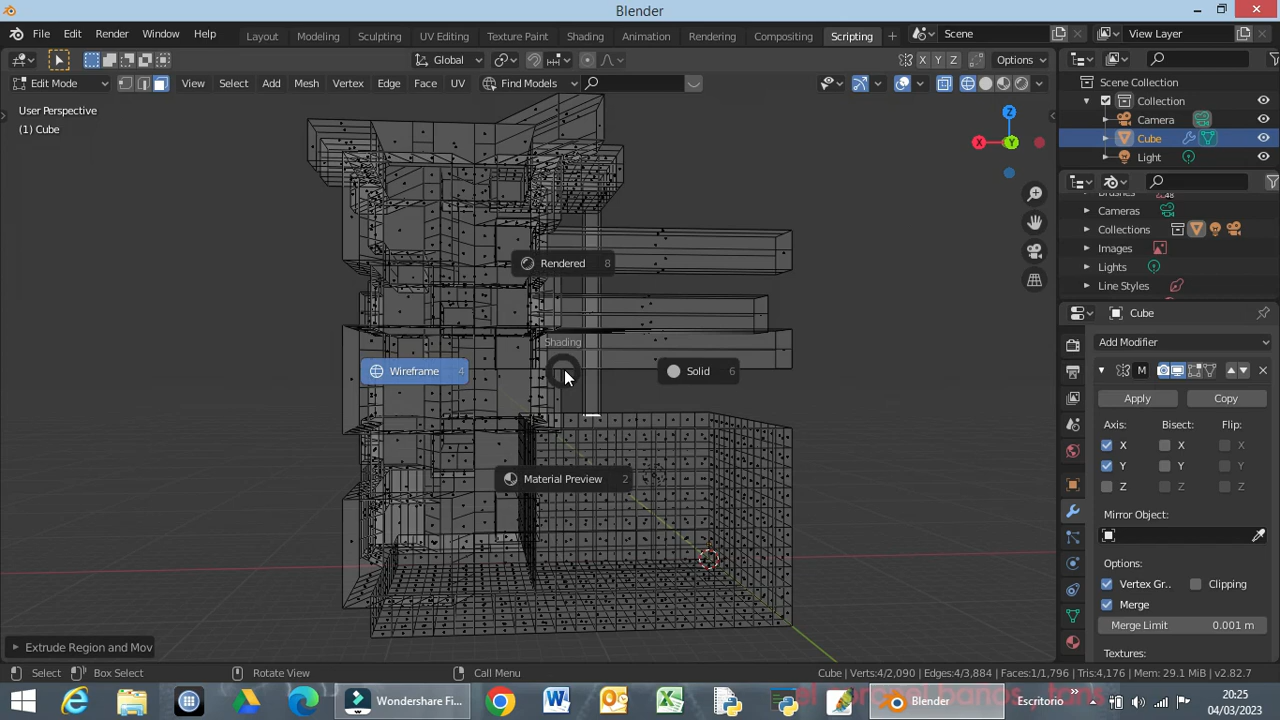 Blender
File Edit Render Window Help Layout Modeling Sculpting UV Editing Texture Paint Shading Animation Rendering Compositing Scripting + Scene View Layer
Global X Y Z Options
Edit Mode View Select Add Mesh Vertex Edge Face UV Find Models
User Perspective
(1) Cube
Z
X Y
Scene Collection
Collection
Camera
Cube
Light
Brushes 48
Cameras
Collections
Images
Lights
Line Styles
Cube
Add Modifier
M
Apply Copy
Axis: Bisect: Flip:
X X X
Y Y Y
Z Z Z
Mirror Object:
Options:
Vertex Gr... Clipping
Merge
Merge Limit 0.001 m
Textures:
Rendered 8
Shading
Wireframe 4
Solid 6
Material Preview 2
Extrude Region and Mov
Select Box Select Rotate View Call Menu Cube | Verts:4/2,090 | Edges:4/3,884 | Faces:1/1,796 | Tris:4,176 | Mem: 29.1 MiB | v2.82.7
Wondershare Fi... Blender Escritorio » 20:25
04/03/2023